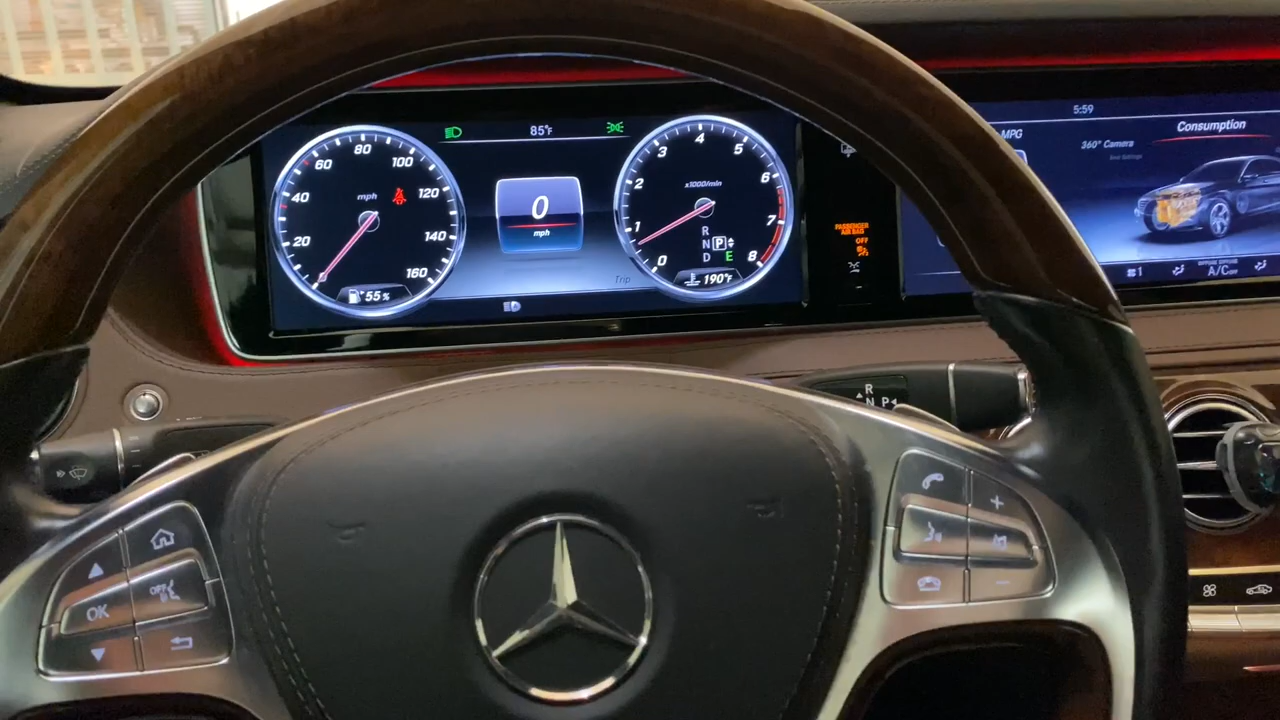 85°F
mph
20
40
60
80
100
120
140
160
55%
0
mph
Trip
x1000/min
0
1
2
3
4
5
6
7
8
R
N P
D E
190°F
PASSENGER
AIR BAG
OFF
5:59
MPG
360° Camera
Consumption
1
A/C OFF
R
N P
OK
OFF
+
-